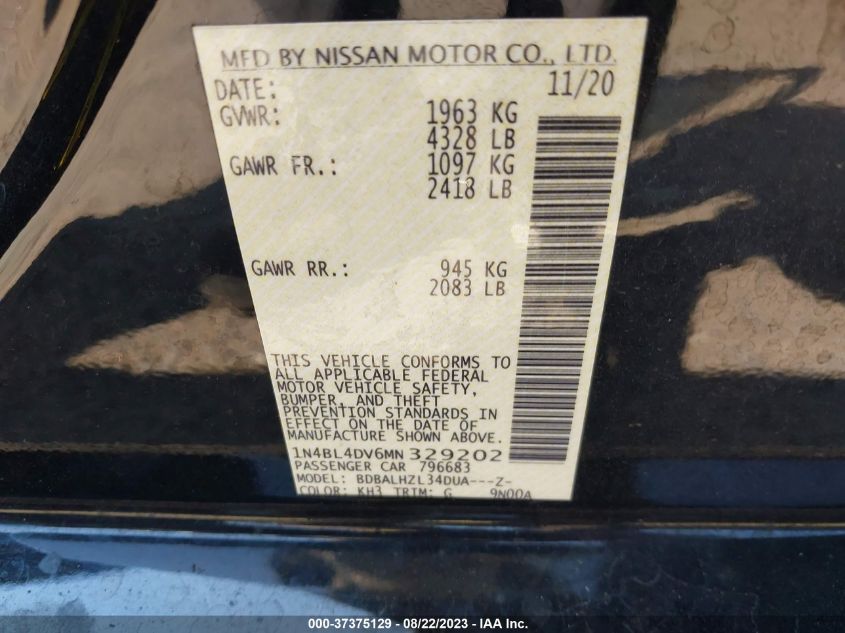 MFD BY NISSAN MOTOR CO., LTD.
DATE: 11/20
GVWR: 1963 KG
4328 LB
GAWR FR.: 1097 KG
2418 LB
GAWR RR.: 945 KG
2083 LB
THIS VEHICLE CONFORMS TO
ALL APPLICABLE FEDERAL
MOTOR VEHICLE SAFETY,
BUMPER, AND THEFT
PREVENTION STANDARDS IN
EFFECT ON THE DATE OF
MANUFACTURE SHOWN ABOVE.
1N4BL4DV6MN329202
PASSENGER CAR 796683
MODEL: BDBALHZL34DUA---Z-
COLOR: KH3 TRIM: G 9N00A
000-37375129 - 08/22/2023 - IAA Inc.